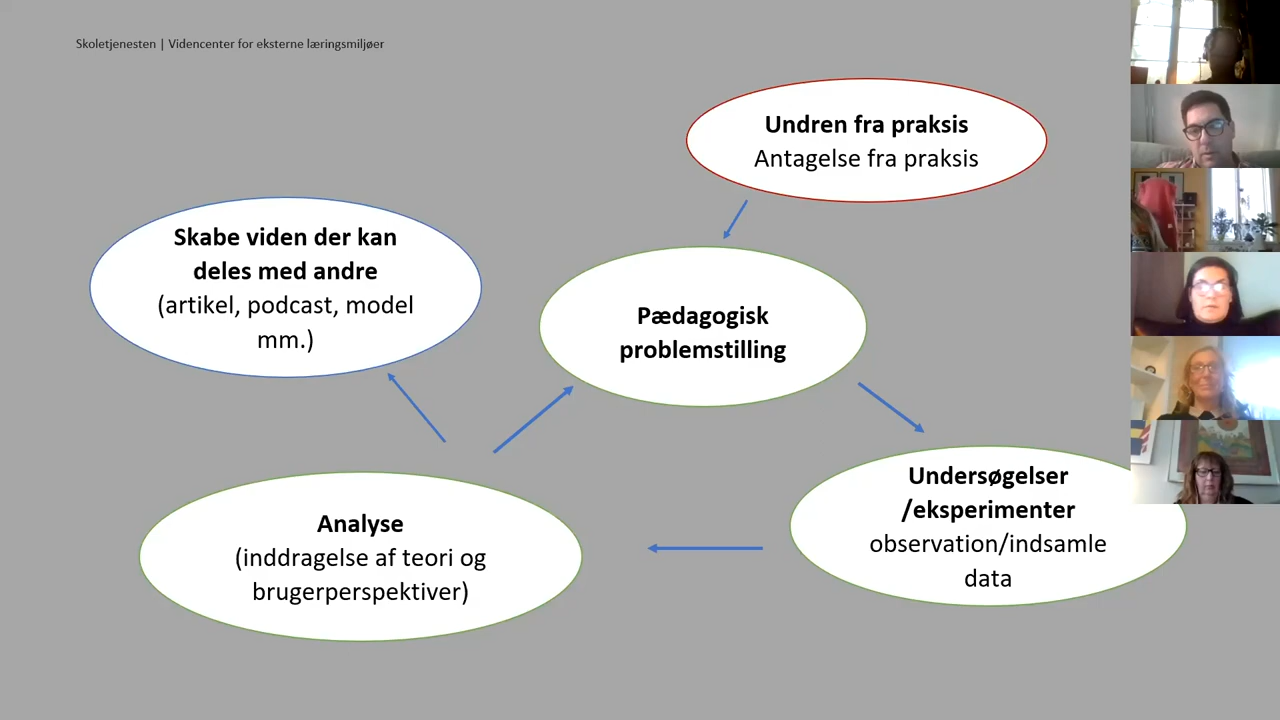 Skoletjenesten | Videncenter for eksterne læringsmiljøer
Undren fra praksis
Antagelse fra praksis
Skabe viden der kan
deles med andre
(artikel, podcast, model
mm.)
Pædagogisk
problemstilling
Undersøgelser
/eksperimenter
observation/indsamle
data
Analyse
(inddragelse af teori og
brugerperspektiver)